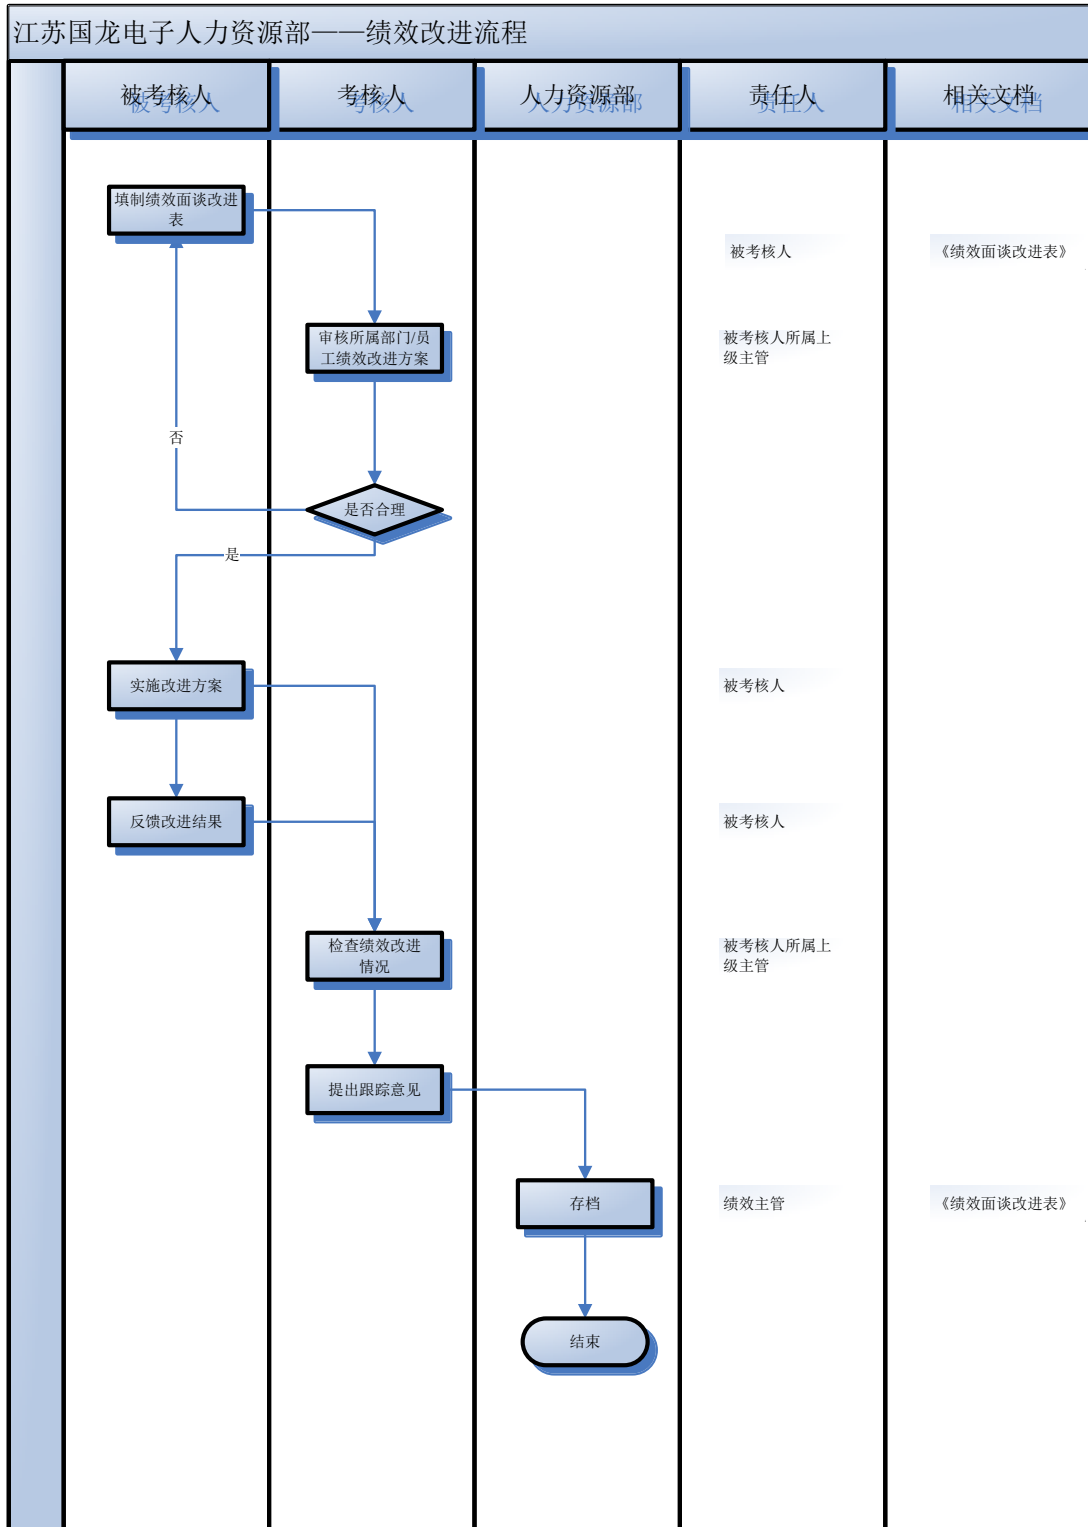 江苏国龙电子人力资源部——绩效改进流程
被考核人
考核人
人力资源部
责任人
相关文档
填制绩效面谈改进
表
被考核人
《绩效面谈改进表》
审核所属部门/员
工绩效改进方案
被考核人所属上
级主管
否
是否合理
是
实施改进方案
被考核人
反馈改进结果
被考核人
检查绩效改进
情况
被考核人所属上
级主管
提出跟踪意见
存档
绩效主管
《绩效面谈改进表》
结束